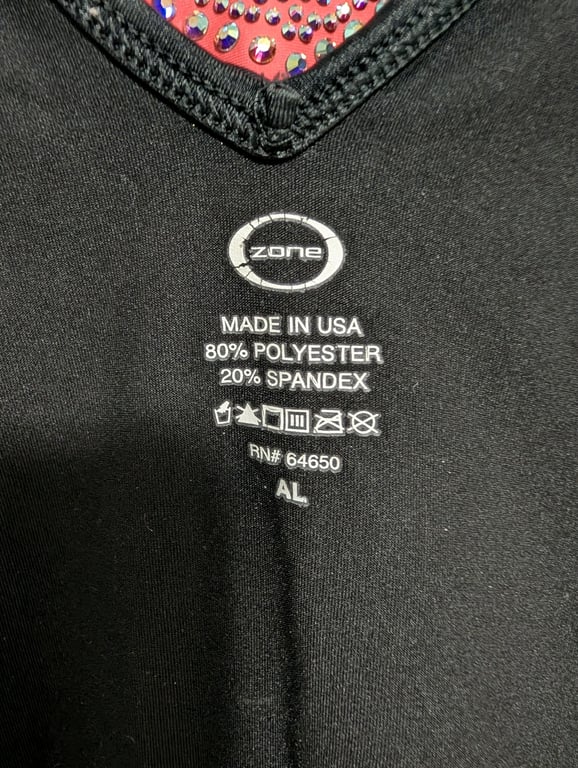 zone
MADE IN USA
80% POLYESTER
20% SPANDEX
RN# 64650
AL